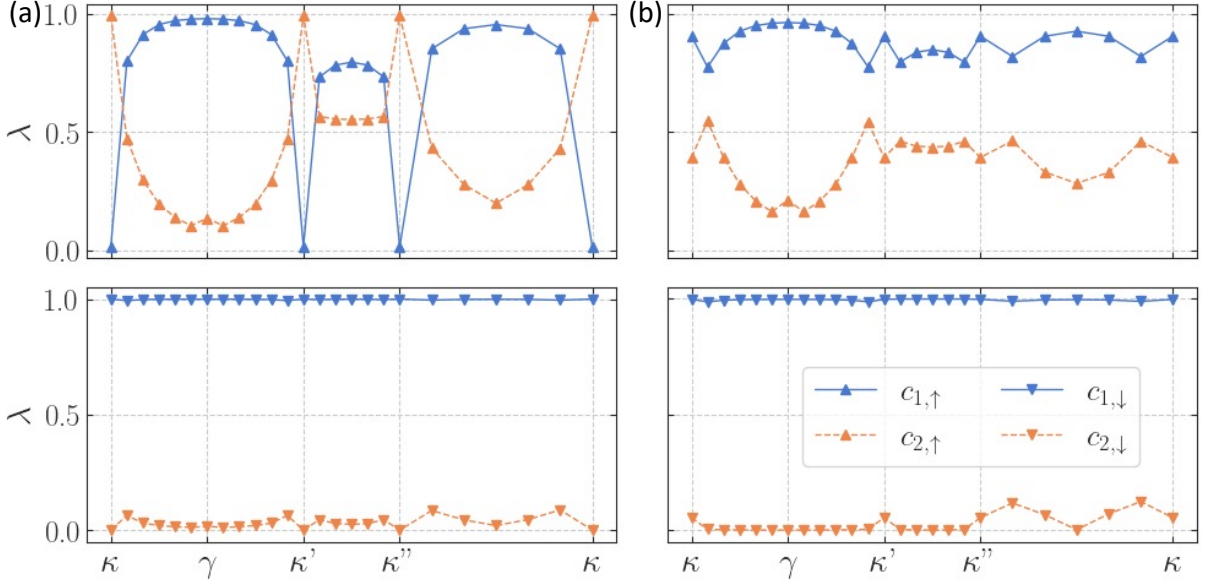 (a)
(b)
1.0
λ
0.5
0.0
1.0
λ
0.5
0.0
c1,↑
c1,↓
c2,↑
c2,↓
κ γ κ' κ'' κ
κ γ κ' κ'' κ